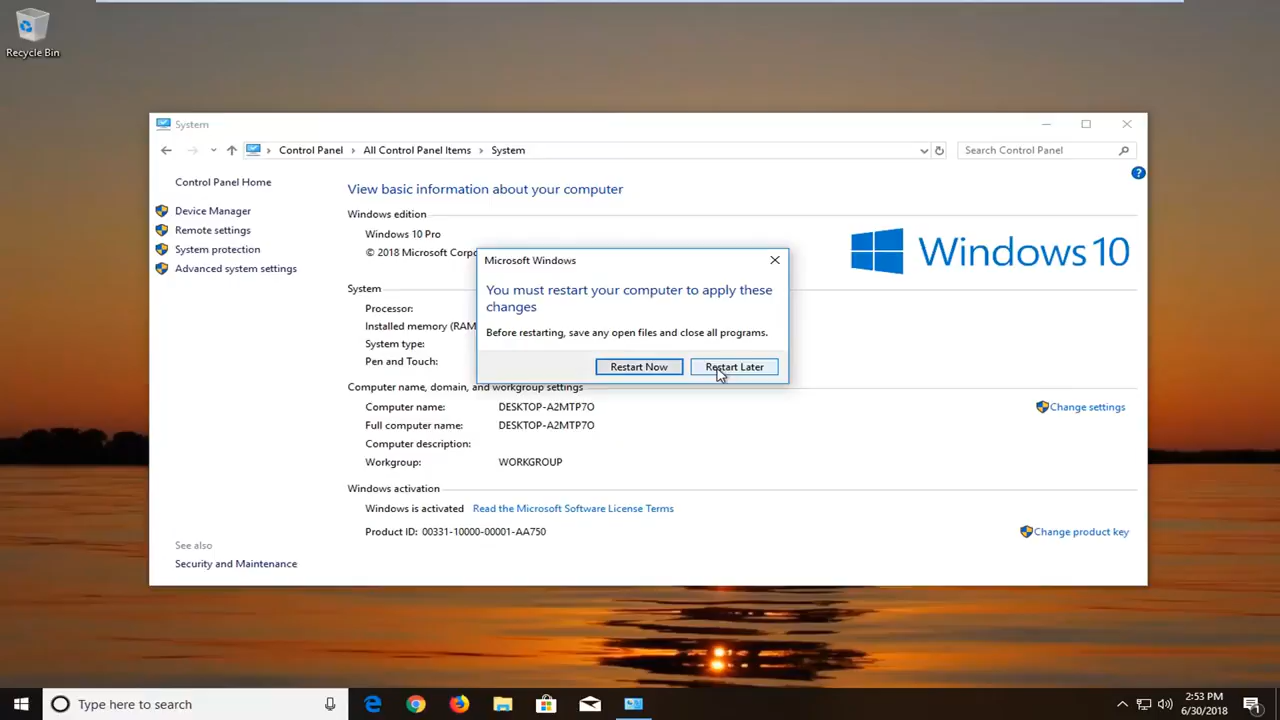 Recycle Bin
System
Control Panel > All Control Panel Items > System
Search Control Panel
Control Panel Home
Device Manager
Remote settings
System protection
Advanced system settings
See also
Security and Maintenance
View basic information about your computer
Windows edition
Windows 10 Pro
© 2018 Microsoft Corpo
Windows 10
System
Processor:
Installed memory (RAM
System type:
Pen and Touch:
Microsoft Windows
You must restart your computer to apply these
changes
Before restarting, save any open files and close all programs.
Restart Now Restart Later
Computer name, domain, and workgroup settings
Computer name: DESKTOP-A2MTP7O
Change settings
Full computer name: DESKTOP-A2MTP7O
Computer description:
Workgroup: WORKGROUP
Windows activation
Windows is activated Read the Microsoft Software License Terms
Product ID: 00331-10000-00001-AA750
Change product key
Type here to search
2:53 PM
6/30/2018
1